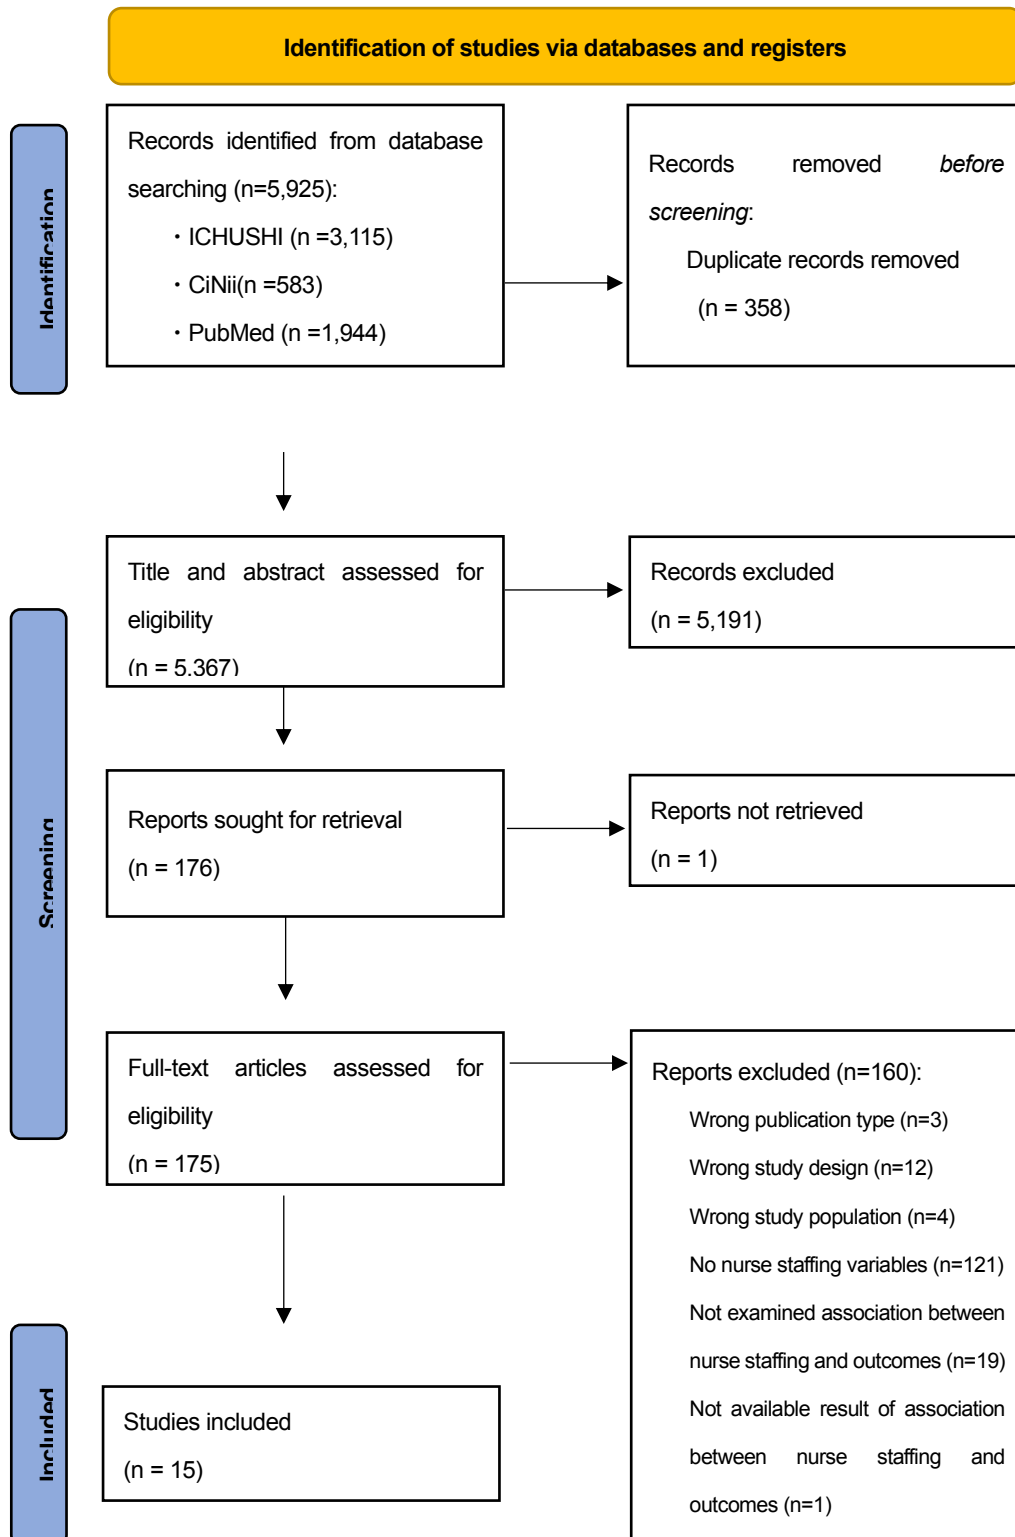 Identification of studies via databases and registers
Identification
Records identified from database
searching (n=5,925):
・ICHUSHI (n =3,115)
・CiNii(n =583)
・PubMed (n =1,944)
Records removed before
screening:
Duplicate records removed
(n = 358)
Screening
Title and abstract assessed for
eligibility
(n = 5,367)
Records excluded
(n = 5,191)
Reports sought for retrieval
(n = 176)
Reports not retrieved
(n = 1)
Full-text articles assessed for
eligibility
(n = 175)
Reports excluded (n=160):
Wrong publication type (n=3)
Wrong study design (n=12)
Wrong study population (n=4)
No nurse staffing variables (n=121)
Not examined association between
nurse staffing and outcomes (n=19)
Not available result of association
between nurse staffing and
outcomes (n=1)
Included
Studies included
(n = 15)